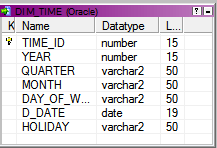 DIM_TIME (Oracle)
K Name Datatype L...
TIME_ID number 15
YEAR number 15
QUARTER varchar2 50
MONTH varchar2 50
DAY_OF_W... varchar2 50
D_DATE date 19
HOLIDAY varchar2 50